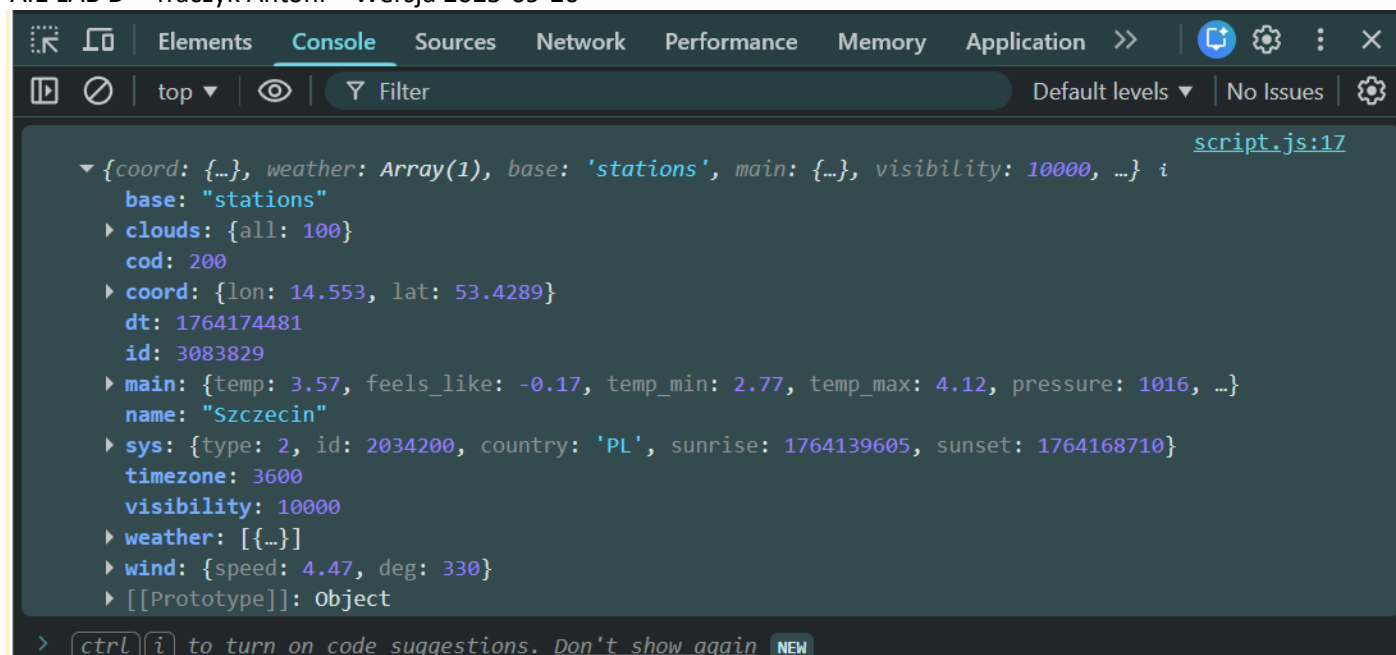 Elements Console Sources Network Performance Memory Application >>
top ▼ Filter Default levels ▼ No Issues
script.js:17
▼ {coord: {…}, weather: Array(1), base: 'stations', main: {…}, visibility: 10000, …} i
base: "stations"
▶ clouds: {all: 100}
cod: 200
▶ coord: {lon: 14.553, lat: 53.4289}
dt: 1764174481
id: 3083829
▶ main: {temp: 3.57, feels_like: -0.17, temp_min: 2.77, temp_max: 4.12, pressure: 1016, …}
name: "Szczecin"
▶ sys: {type: 2, id: 2034200, country: 'PL', sunrise: 1764139605, sunset: 1764168710}
timezone: 3600
visibility: 10000
▶ weather: [{…}]
▶ wind: {speed: 4.47, deg: 330}
▶ [[Prototype]]: Object
> ctrl i to turn on code suggestions. Don't show again NEW